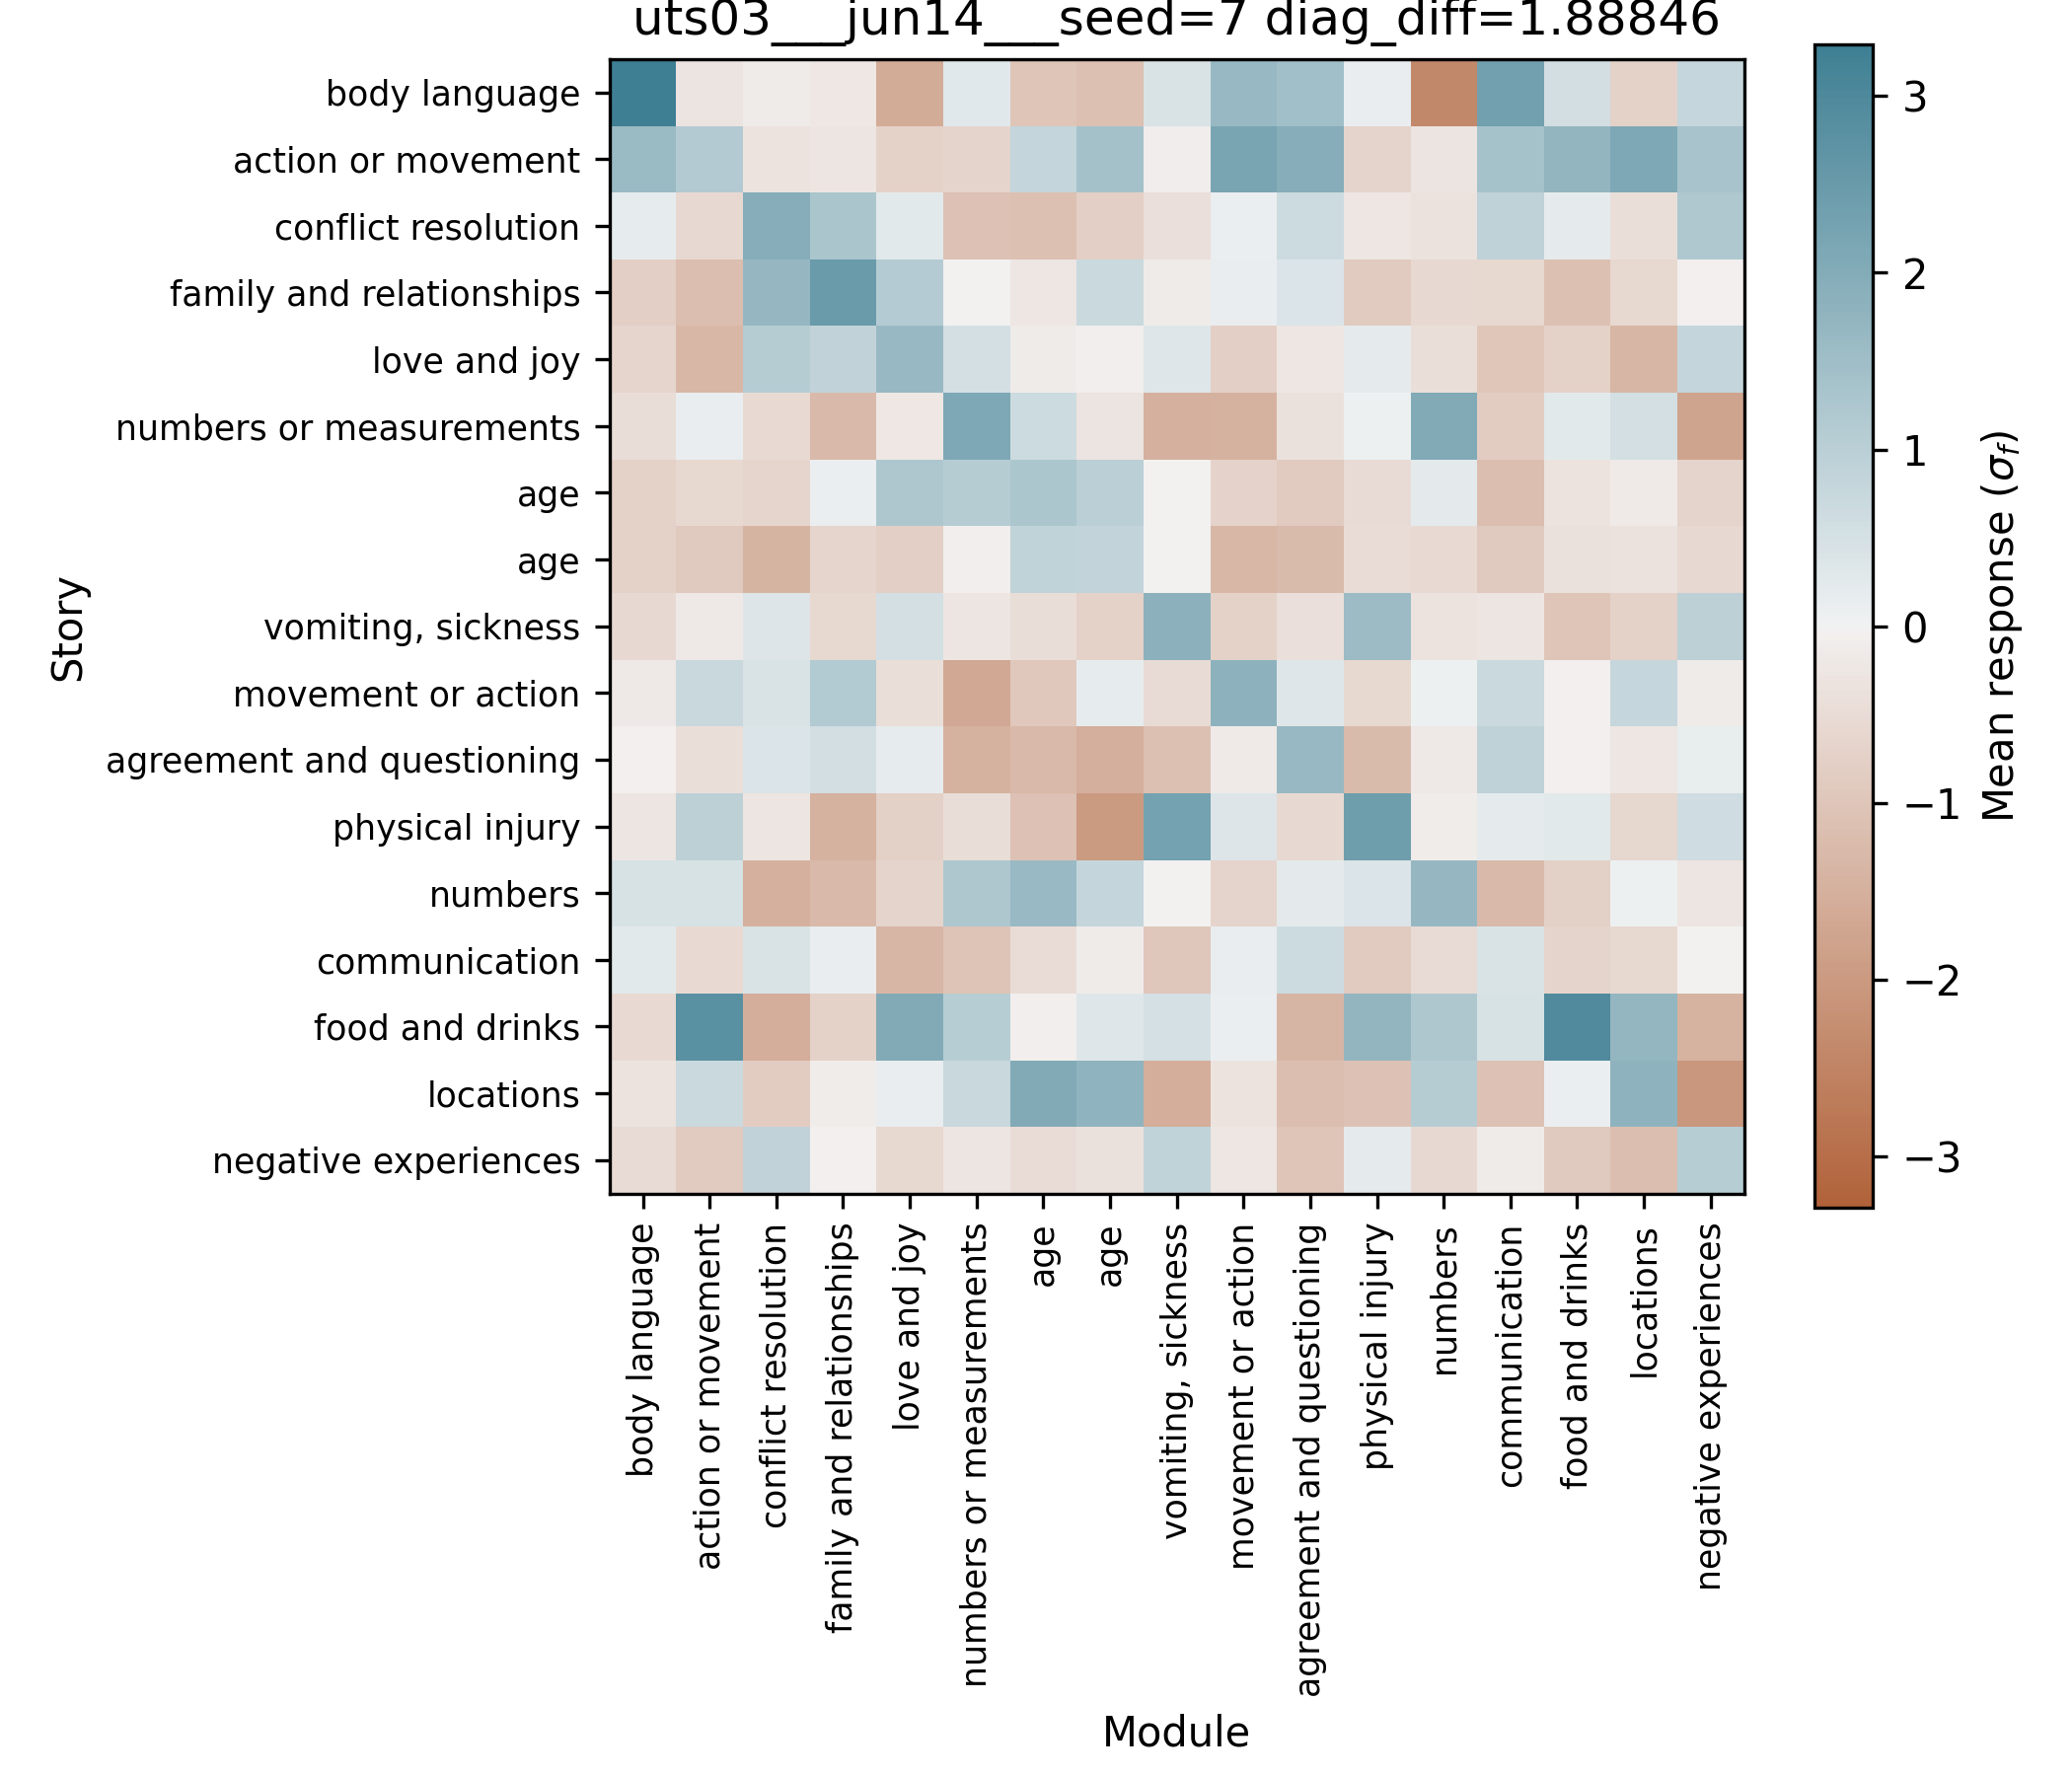 uts03___jun14___seed=7 diag_diff=1.88846
body language
action or movement
conflict resolution
family and relationships
love and joy
numbers or measurements
age
age
vomiting, sickness
movement or action
agreement and questioning
physical injury
numbers
communication
food and drinks
locations
negative experiences
Story
body language
action or movement
conflict resolution
family and relationships
love and joy
numbers or measurements
age
age
vomiting, sickness
movement or action
agreement and questioning
physical injury
numbers
communication
food and drinks
locations
negative experiences
Module
3
2
1
0
−1
−2
−3
Mean response (σf)